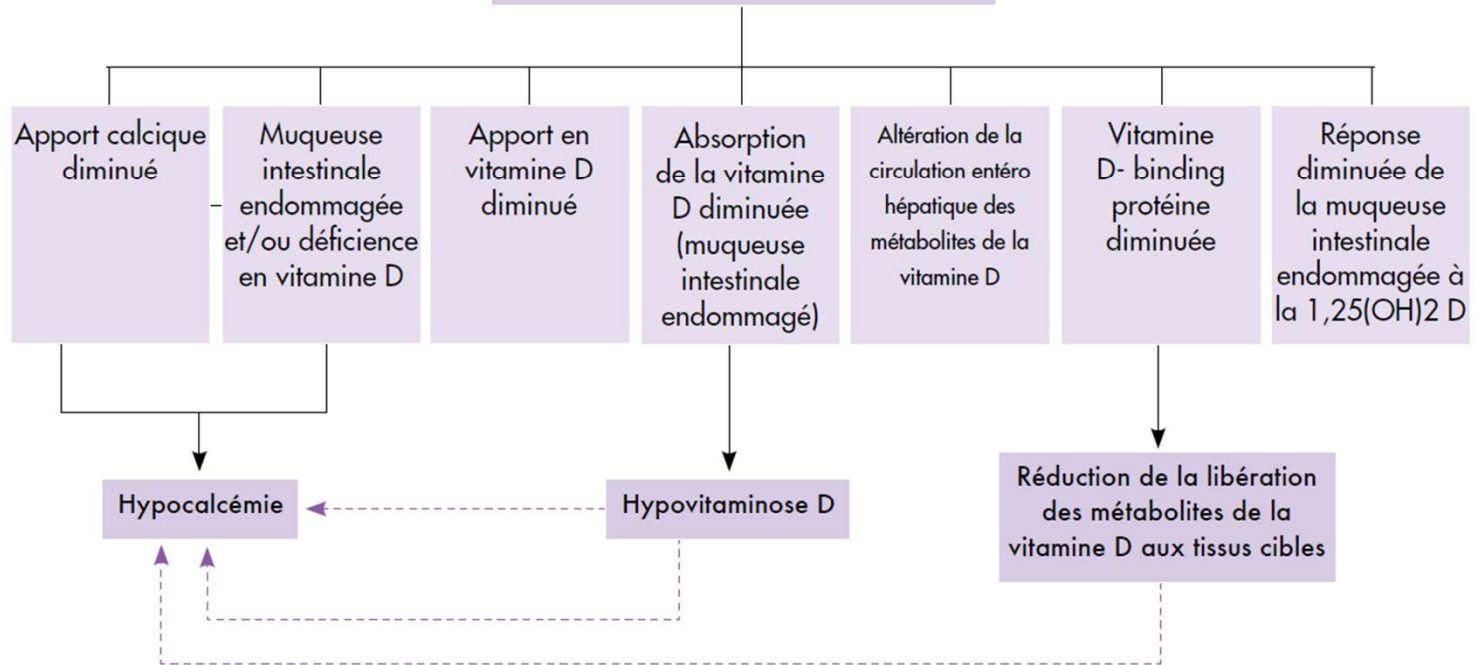 Apport calcique
diminué
Muqueuse
intestinale
endommagée
et/ou déficience
en vitamine D
Apport en
vitamine D
diminué
Absorption
de la vitamine
D diminuée
(muqueuse
intestinale
endommagé)
Altération de la
circulation entéro
hépatique des
métabolites de la
vitamine D
Vitamine
D- binding
protéine
diminuée
Réponse
diminuée de
la muqueuse
intestinale
endommagée à
la 1,25(OH)2 D
Hypocalcémie
Hypovitaminose D
Réduction de la libération
des métabolites de la
vitamine D aux tissus cibles